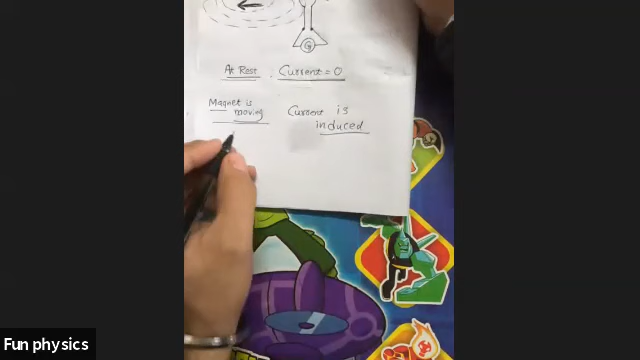 G
At Rest Current = 0
Magnet is Current is
moving induced
Fun physics